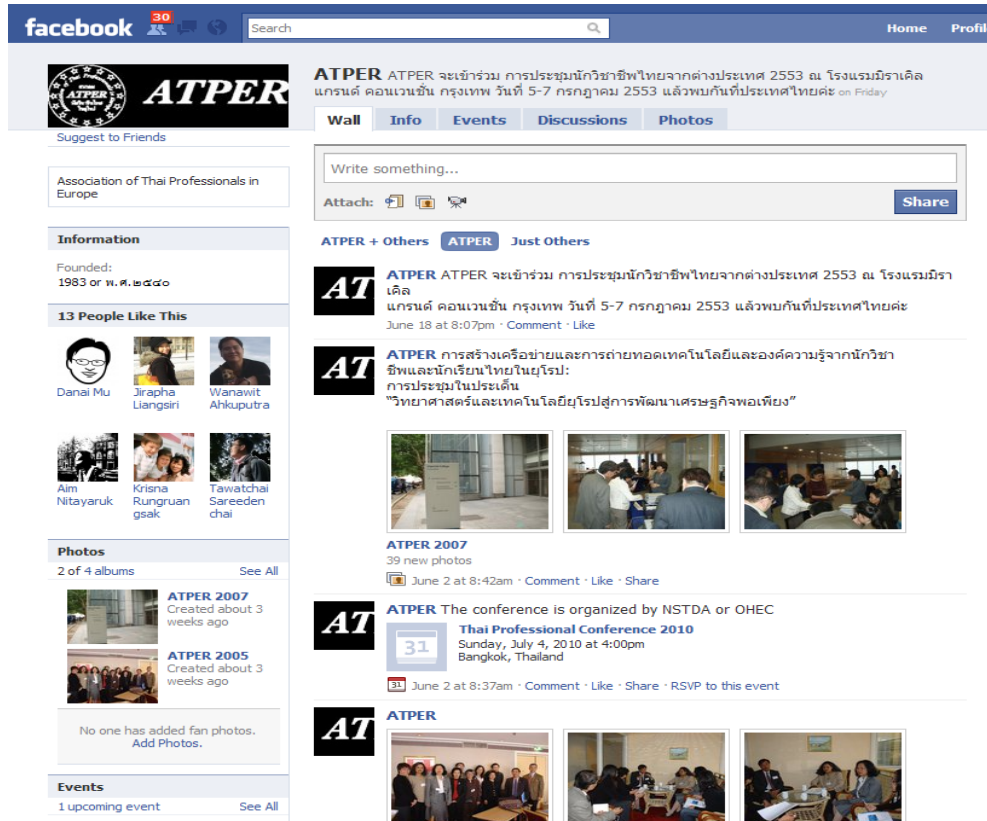 facebook
30
Search
Home Profil
ATPER
ATPER
Suggest to Friends
Association of Thai Professionals in
Europe
Information
Founded:
1983 or พ.ศ.๒๕๔๐
13 People Like This
Danai Mu
Jirapha
Liangsiri
Wanawit
Ahkuputra
Aim
Nitayaruk
Krisna
Rungruan
gsak
Tawatchai
Sareeden
chai
Photos
2 of 4 albums See All
ATPER 2007
Created about 3
weeks ago
ATPER 2005
Created about 3
weeks ago
No one has added fan photos.
Add Photos.
Events
1 upcoming event See All
ATPER ATPER จะเข้าร่วม การประชุมนักวิชาชีพไทยจากต่างประเทศ 2553 ณ โรงแรมมิราเคิล
แกรนด์ คอนเวนชั่น กรุงเทพ วันที่ 5-7 กรกฎาคม 2553 แล้วพบกันที่ประเทศไทยค่ะ on Friday
Wall Info Events Discussions Photos
Write something...
Attach:
Share
ATPER + Others ATPER Just Others
AT
ATPER ATPER จะเข้าร่วม การประชุมนักวิชาชีพไทยจากต่างประเทศ 2553 ณ โรงแรมมิรา
เคิล
แกรนด์ คอนเวนชั่น กรุงเทพ วันที่ 5-7 กรกฎาคม 2553 แล้วพบกันที่ประเทศไทยค่ะ
June 18 at 8:07pm · Comment · Like
AT
ATPER การสร้างเครือข่ายและการถ่ายทอดเทคโนโลยีและองค์ความรู้จากนักวิชา
ชีพและนักเรียนไทยในยุโรป:
การประชุมในประเด็น
"วิทยาศาสตร์และเทคโนโลยียุโรปสู่การพัฒนาเศรษฐกิจพอเพียง"
ATPER 2007
39 new photos
June 2 at 8:42am · Comment · Like · Share
AT
ATPER The conference is organized by NSTDA or OHEC
31
Thai Professional Conference 2010
Sunday, July 4, 2010 at 4:00pm
Bangkok, Thailand
31 June 2 at 8:37am · Comment · Like · Share · RSVP to this event
AT
ATPER